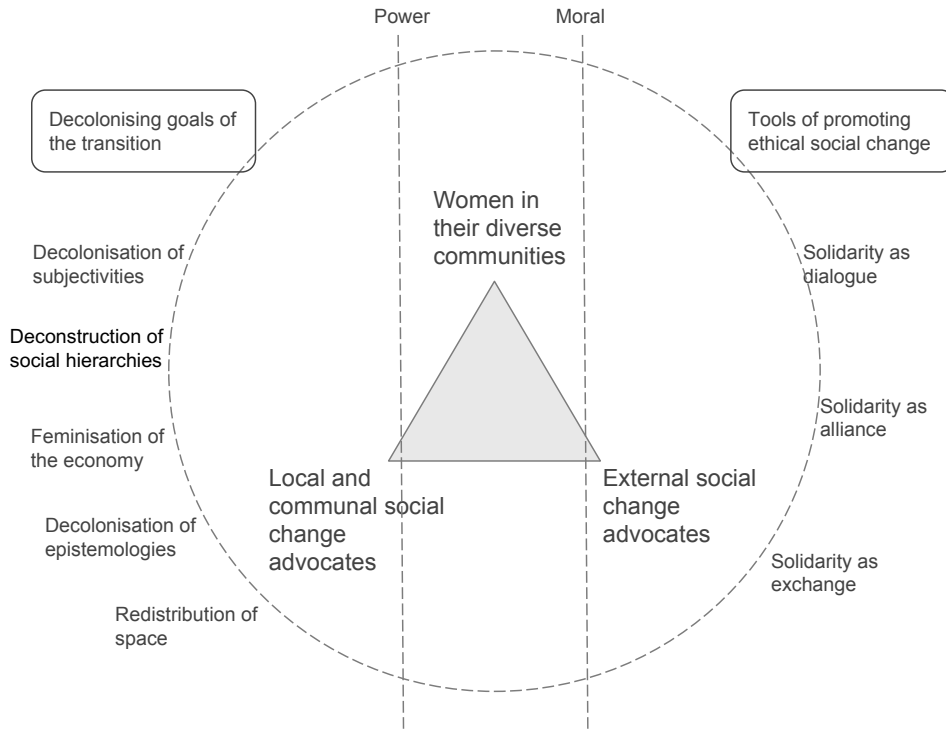 Power
Moral
Decolonising goals of
the transition
Tools of promoting
ethical social change
Women in
their diverse
communities
Decolonisation of
subjectivities
Solidarity as
dialogue
Deconstruction of
social hierarchies
Solidarity as
alliance
Feminisation of
the economy
Local and
communal social
change
advocates
External social
change
advocates
Decolonisation of
epistemologies
Solidarity as
exchange
Redistribution of
space